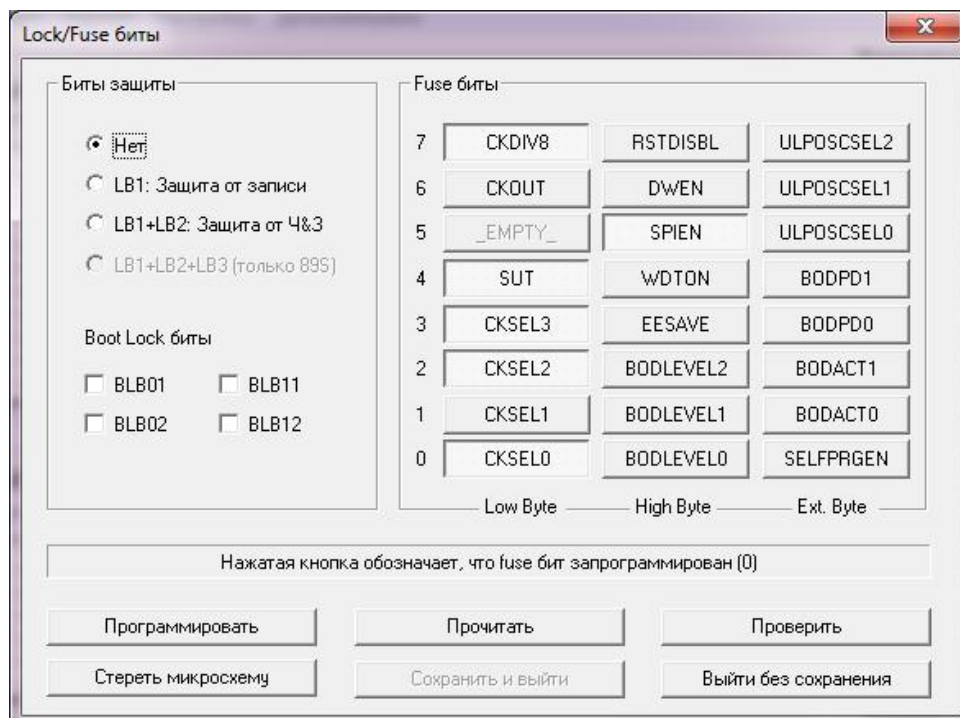 Lock/Fuse биты
Биты защиты
Нет
LB1: Защита от записи
LB1+LB2: Защита от Ч&З
LB1+LB2+LB3 (только 89S)
Boot Lock биты
BLB01 BLB11
BLB02 BLB12
Fuse биты
7 CKDIV8 RSTDISBL ULPOSCSEL2
6 CKOUT DWEN ULPOSCSEL1
5 _EMPTY_ SPIEN ULPOSCSEL0
4 SUT WDTON BODPD1
3 CKSEL3 EESAVE BODPD0
2 CKSEL2 BODLEVEL2 BODACT1
1 CKSEL1 BODLEVEL1 BODACT0
0 CKSEL0 BODLEVEL0 SELFPRGEN
Low Byte High Byte Ext. Byte
Нажатая кнопка обозначает, что fuse бит запрограммирован (0)
Программировать Прочитать Проверить
Стереть микросхему Сохранить и выйти Выйти без сохранения